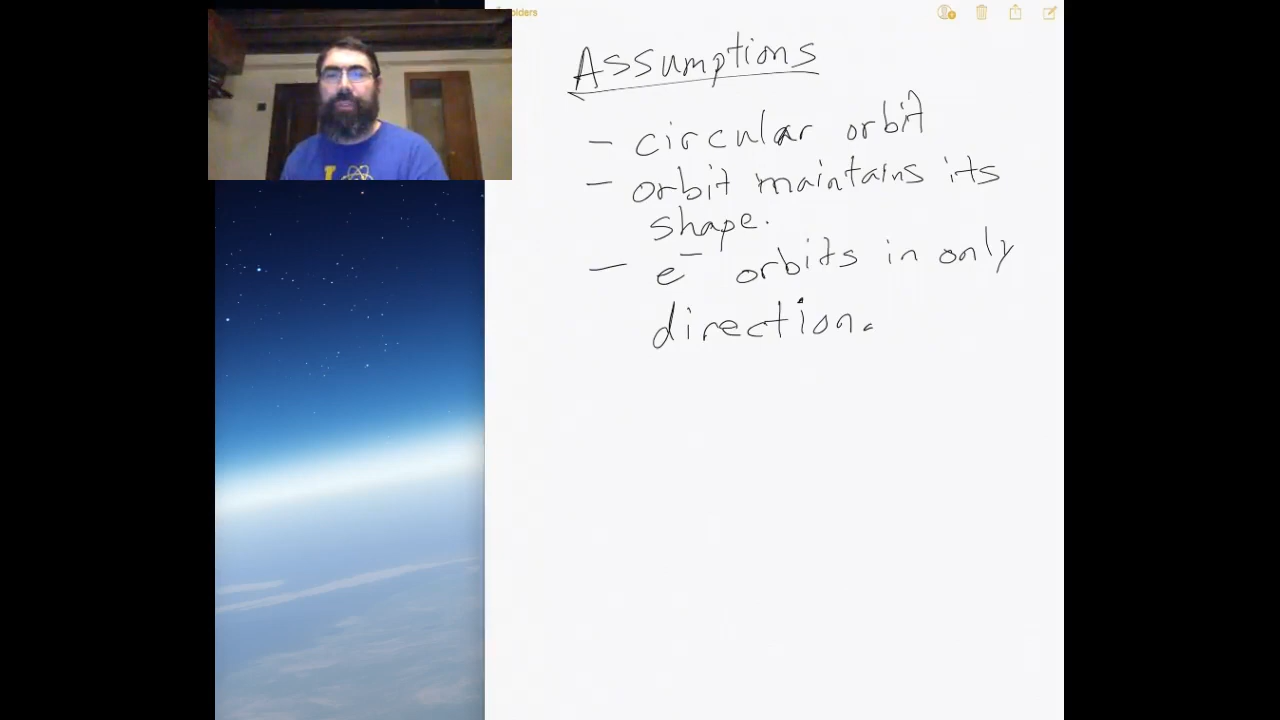 Assumptions
- circular orbit
- orbit maintains its
shape.
- e⁻ orbits in only
direction.